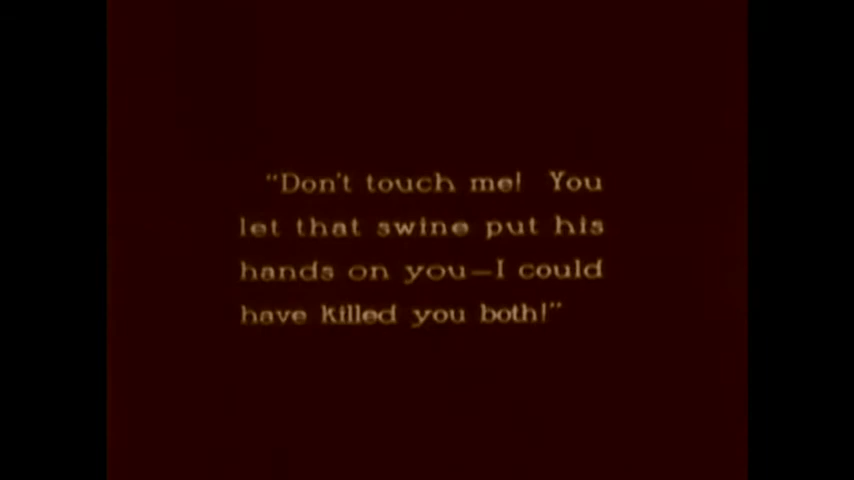 "Don't touch me! You
let that swine put his
hands on you—I could
have killed you both!"